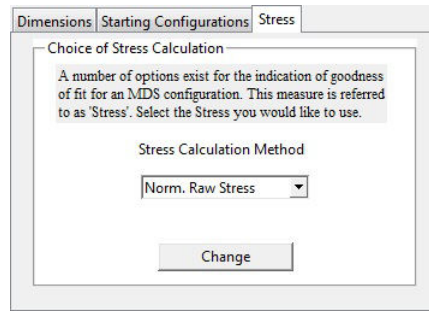 Dimensions Starting Configurations Stress
Choice of Stress Calculation
A number of options exist for the indication of goodness
of fit for an MDS configuration. This measure is referred
to as 'Stress'. Select the Stress you would like to use.
Stress Calculation Method
Norm. Raw Stress
Change